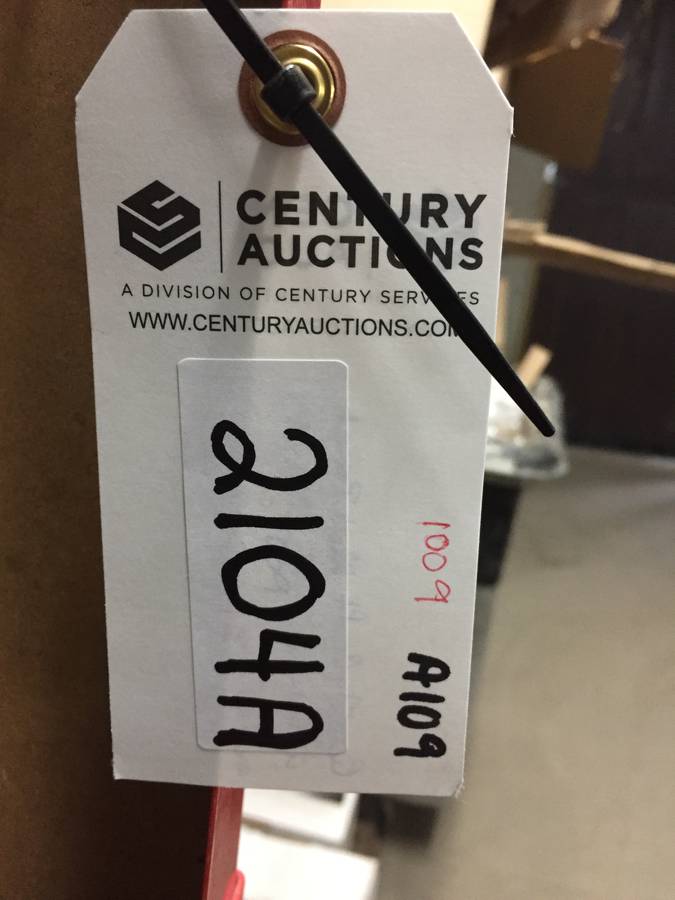 CENTURY
AUCTIONS
A DIVISION OF CENTURY SERVICES
WWW.CENTURYAUCTIONS.COM
2104A
1009
A109